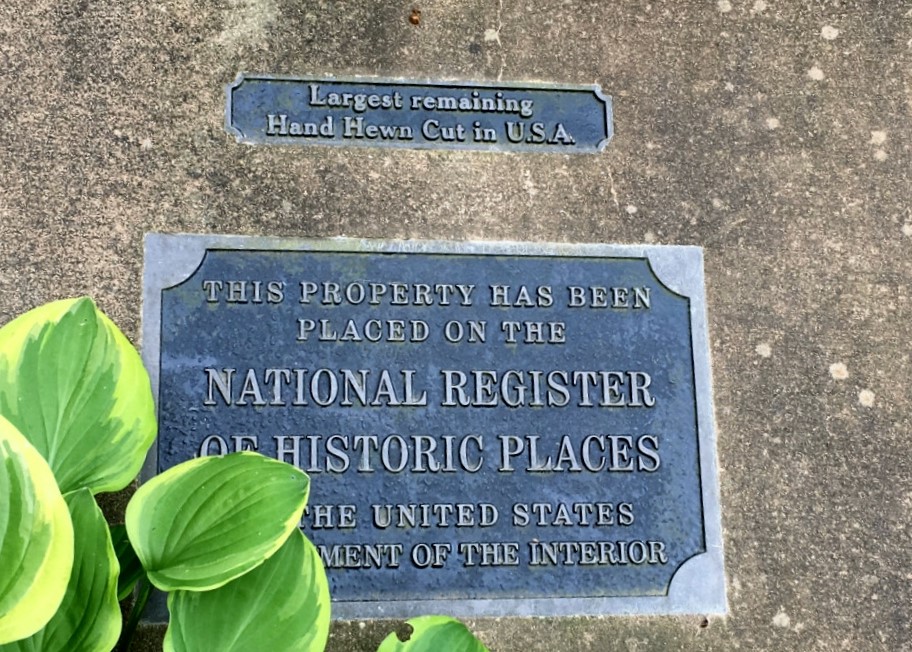 Largest remaining
Hand Hewn Cut in U.S.A.
THIS PROPERTY HAS BEEN
PLACED ON THE
NATIONAL REGISTER
OF HISTORIC PLACES
THE UNITED STATES
MENT OF THE INTERIOR